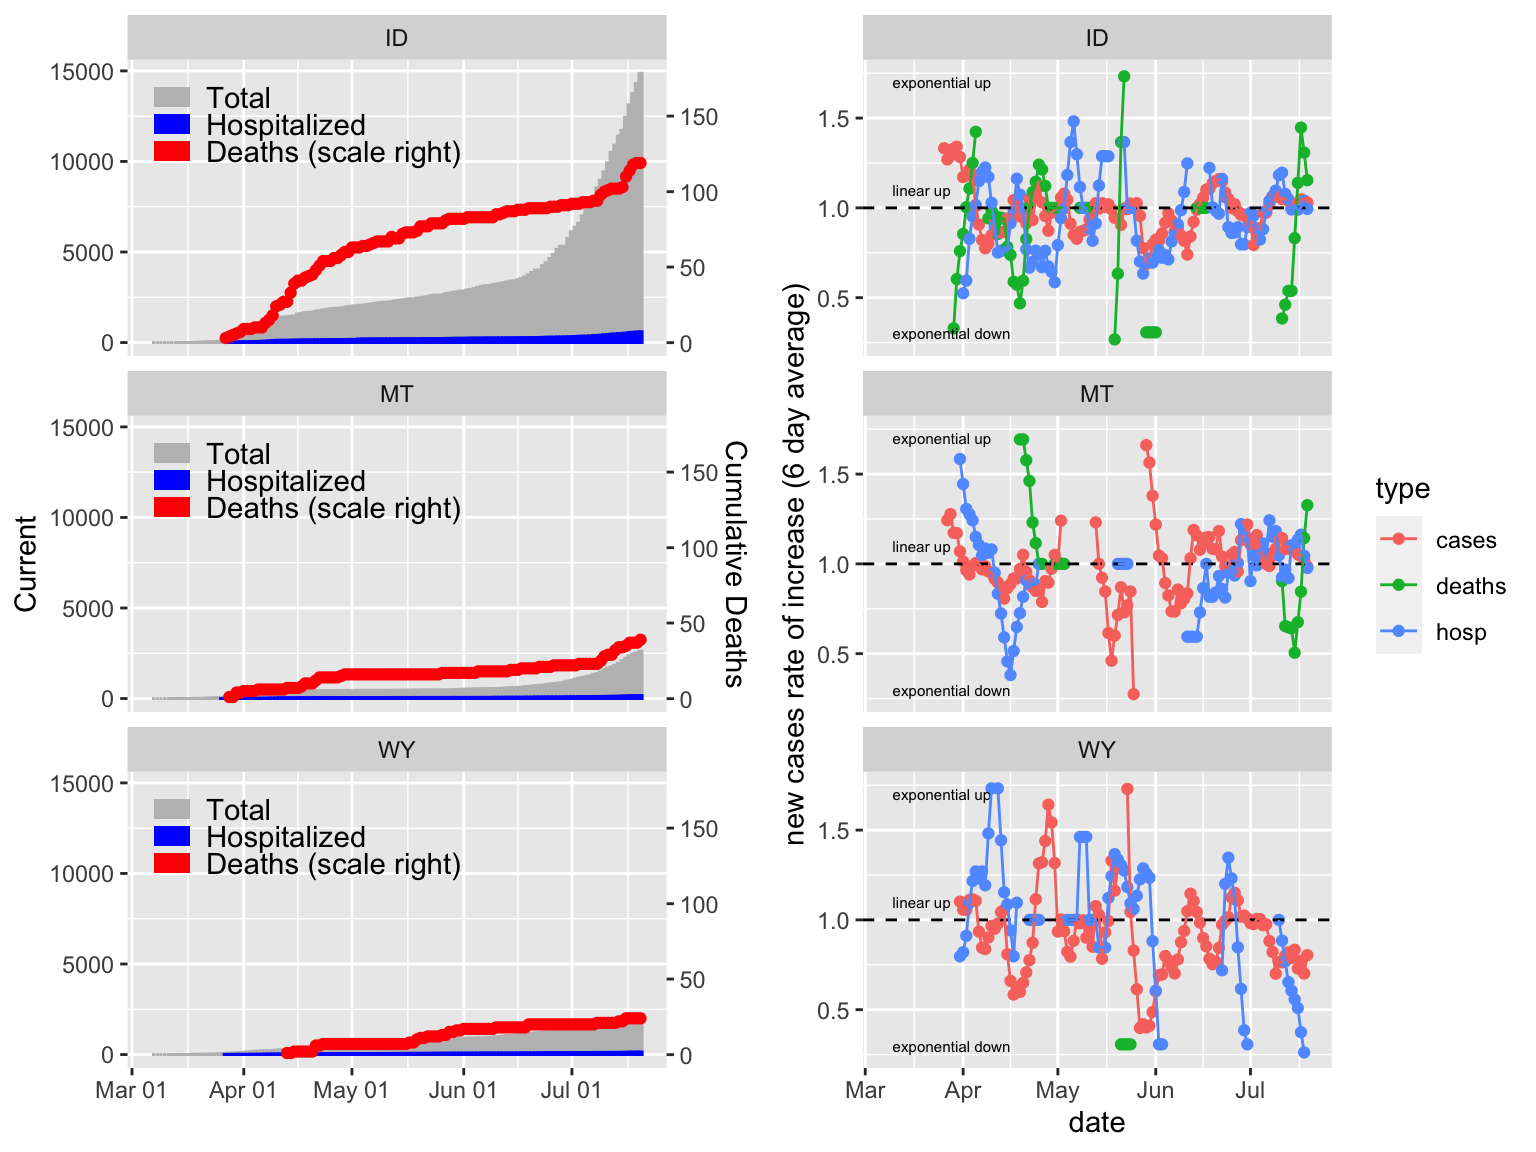 ID
15000
10000
5000
0
Total
Hospitalized
Deaths (scale right)
150
100
50
0
MT
15000
10000
5000
0
Total
Hospitalized
Deaths (scale right)
150
100
50
0
WY
15000
10000
5000
0
Total
Hospitalized
Deaths (scale right)
150
100
50
0
Mar 01
Apr 01
May 01
Jun 01
Jul 01
Current
Cumulative Deaths
ID
1.5
1.0
0.5
exponential up
linear up
exponential down
MT
1.5
1.0
0.5
exponential up
linear up
exponential down
WY
1.5
1.0
0.5
exponential up
linear up
exponential down
Mar
Apr
May
Jun
Jul
date
new cases rate of increase (6 day average)
type
cases
deaths
hosp